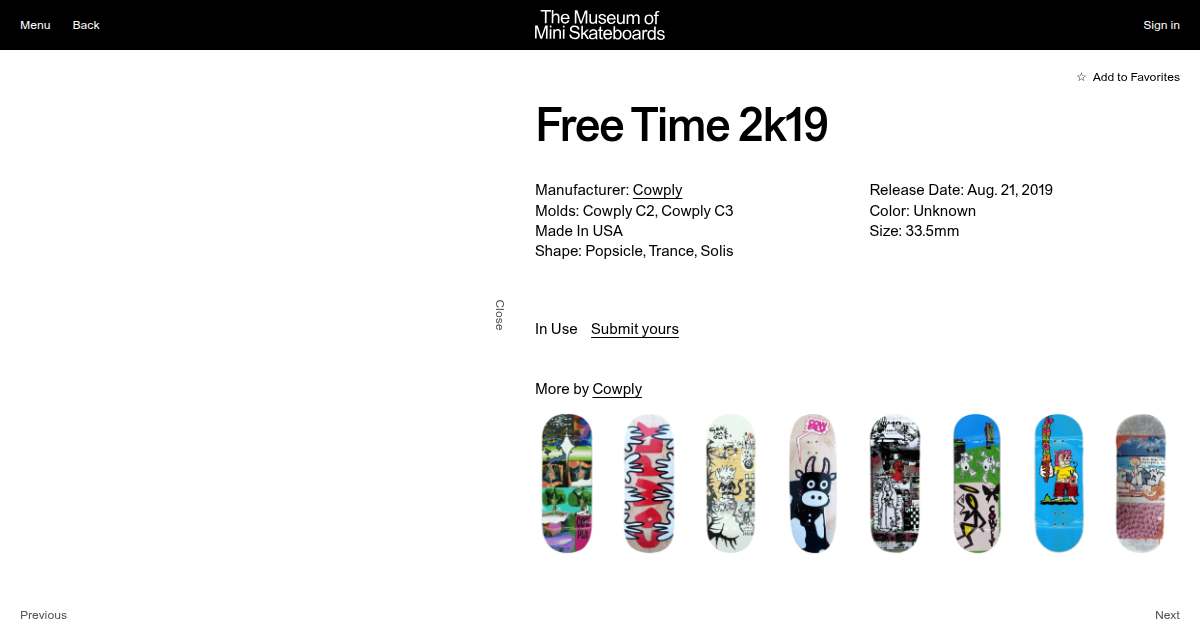 Menu
Back
The Museum of
Mini Skateboards
Sign in
☆ Add to Favorites
Free Time 2k19
Manufacturer: Cowply
Molds: Cowply C2, Cowply C3
Made In USA
Shape: Popsicle, Trance, Solis
Release Date: Aug. 21, 2019
Color: Unknown
Size: 33.5mm
Close
In Use
Submit yours
More by Cowply
COWPLY
Previous
Next